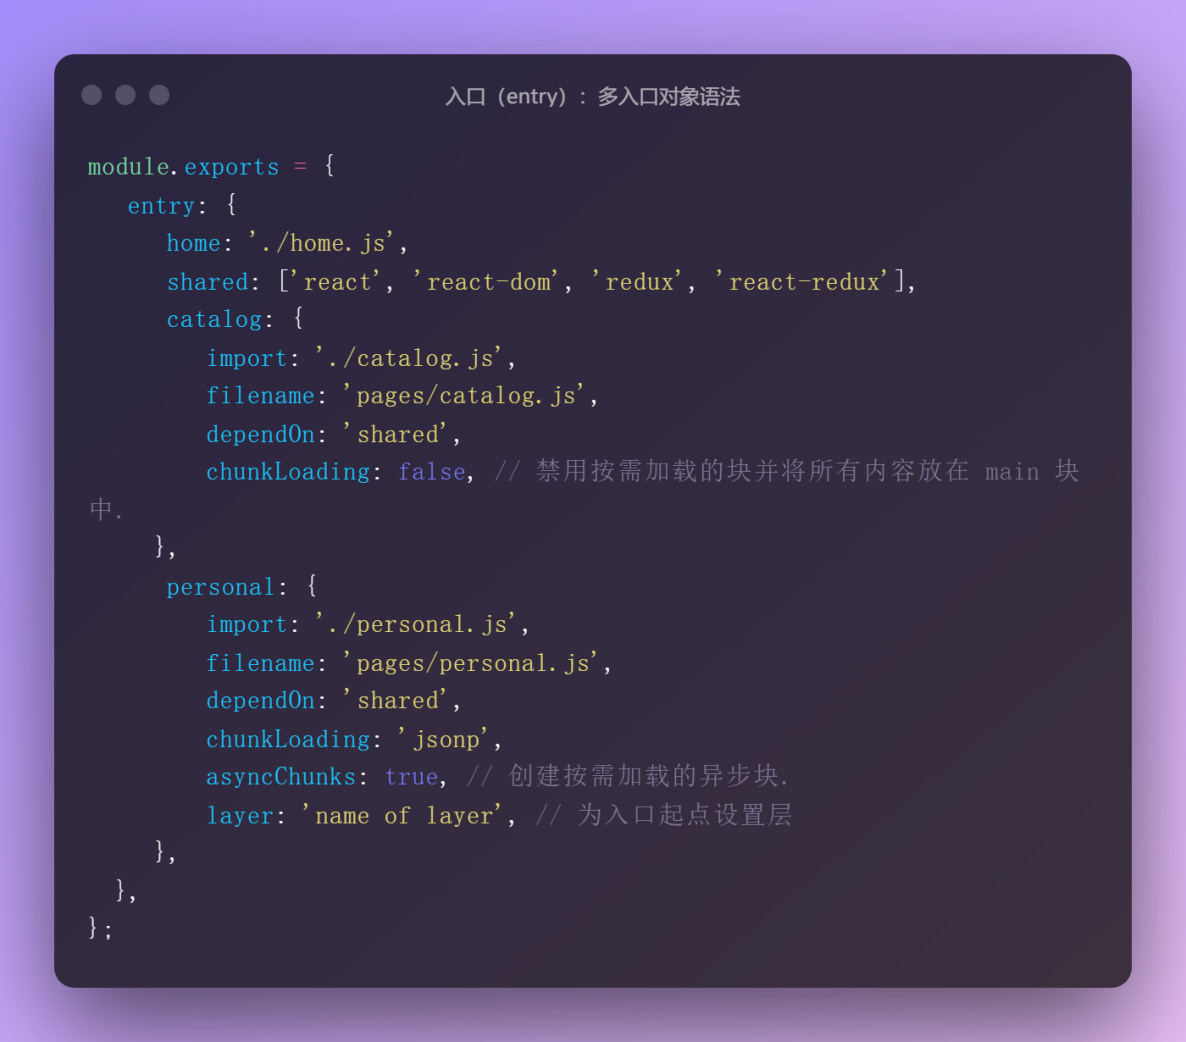 入口（entry）：多入口对象语法
module.exports = {
   entry: {
      home: './home.js',
      shared: ['react', 'react-dom', 'redux', 'react-redux'],
      catalog: {
         import: './catalog.js',
         filename: 'pages/catalog.js',
         dependOn: 'shared',
         chunkLoading: false, // 禁用按需加载的块并将所有内容放在 main 块
中.
     },
      personal: {
         import: './personal.js',
         filename: 'pages/personal.js',
         dependOn: 'shared',
         chunkLoading: 'jsonp',
         asyncChunks: true, // 创建按需加载的异步块.
         layer: 'name of layer', // 为入口起点设置层
     },
  },
};